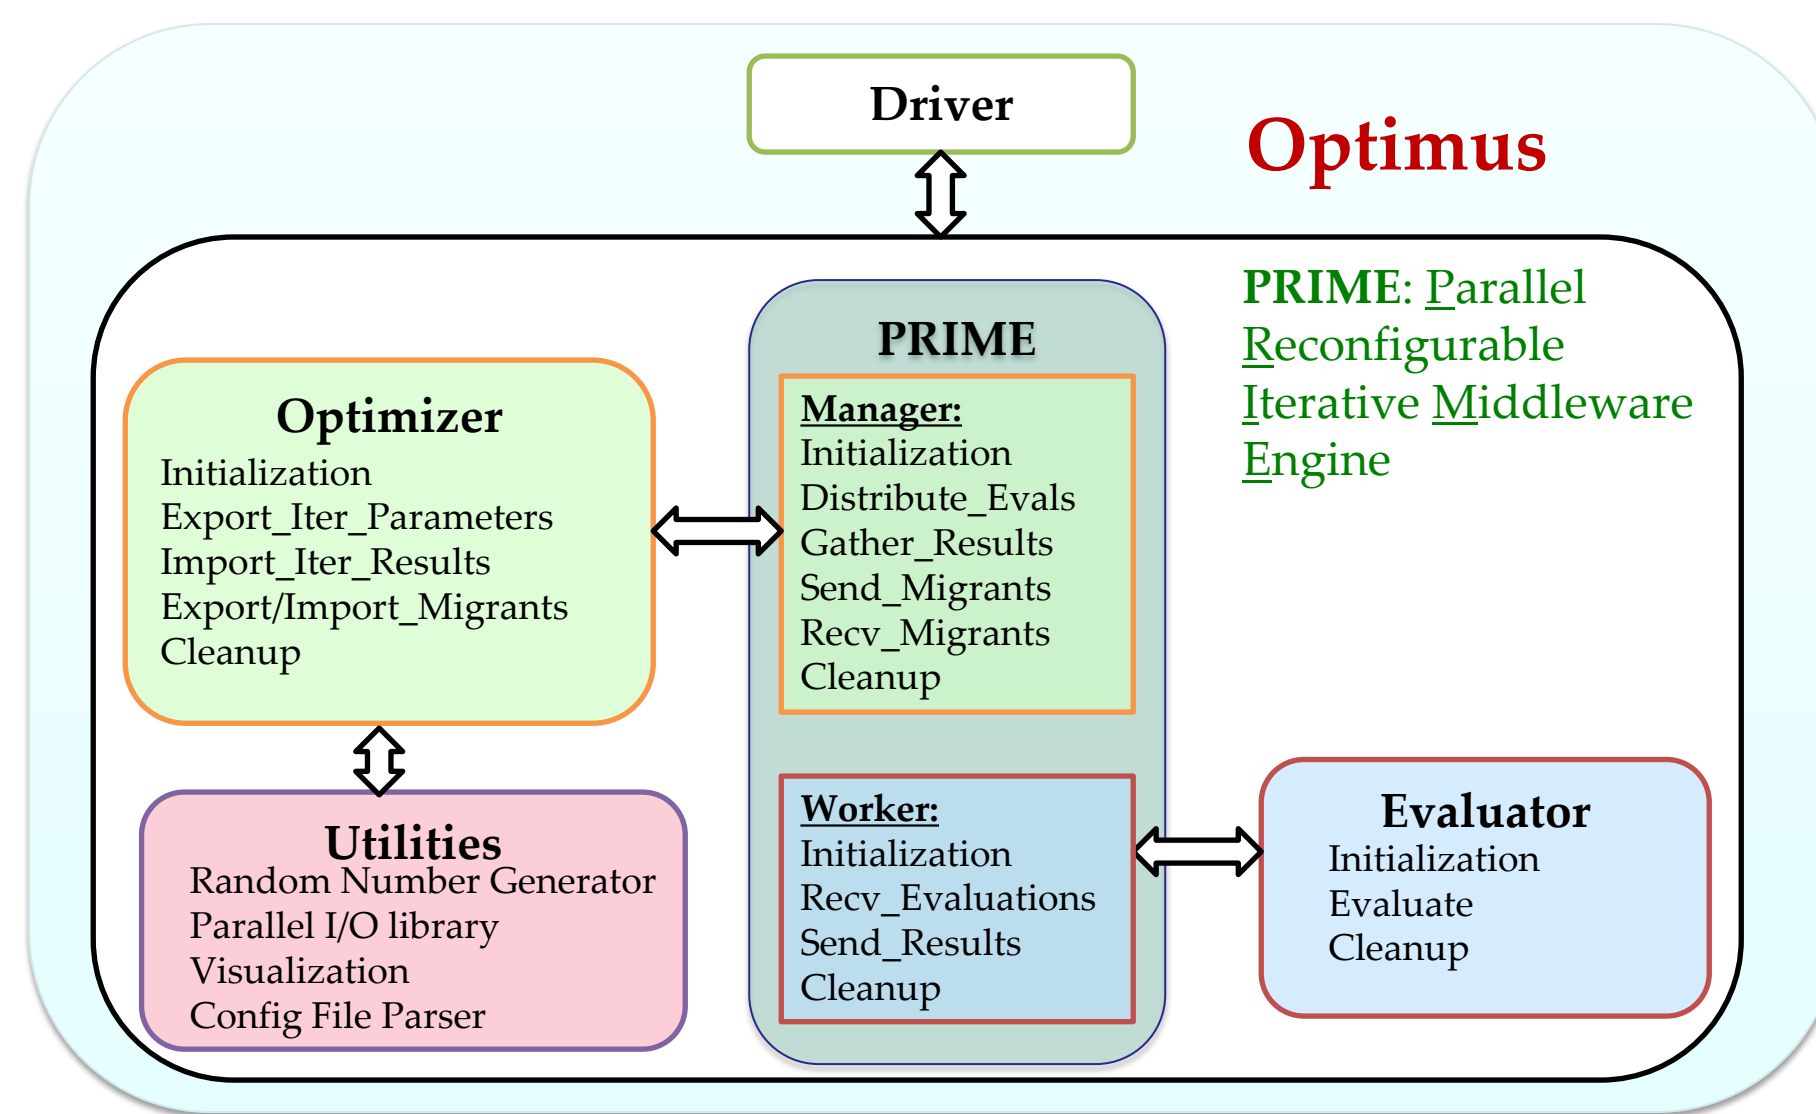 Driver
Optimus
PRIME: Parallel
Reconfigurable
Iterative Middleware
Engine
PRIME
Optimizer
Initialization
Export_Iter_Parameters
Import_Iter_Results
Export/Import_Migrants
Cleanup
Manager:
Initialization
Distribute_Evals
Gather_Results
Send_Migrants
Recv_Migrants
Cleanup
Utilities
Random Number Generator
Parallel I/O library
Visualization
Config File Parser
Worker:
Initialization
Recv_Evaluations
Send_Results
Cleanup
Evaluator
Initialization
Evaluate
Cleanup